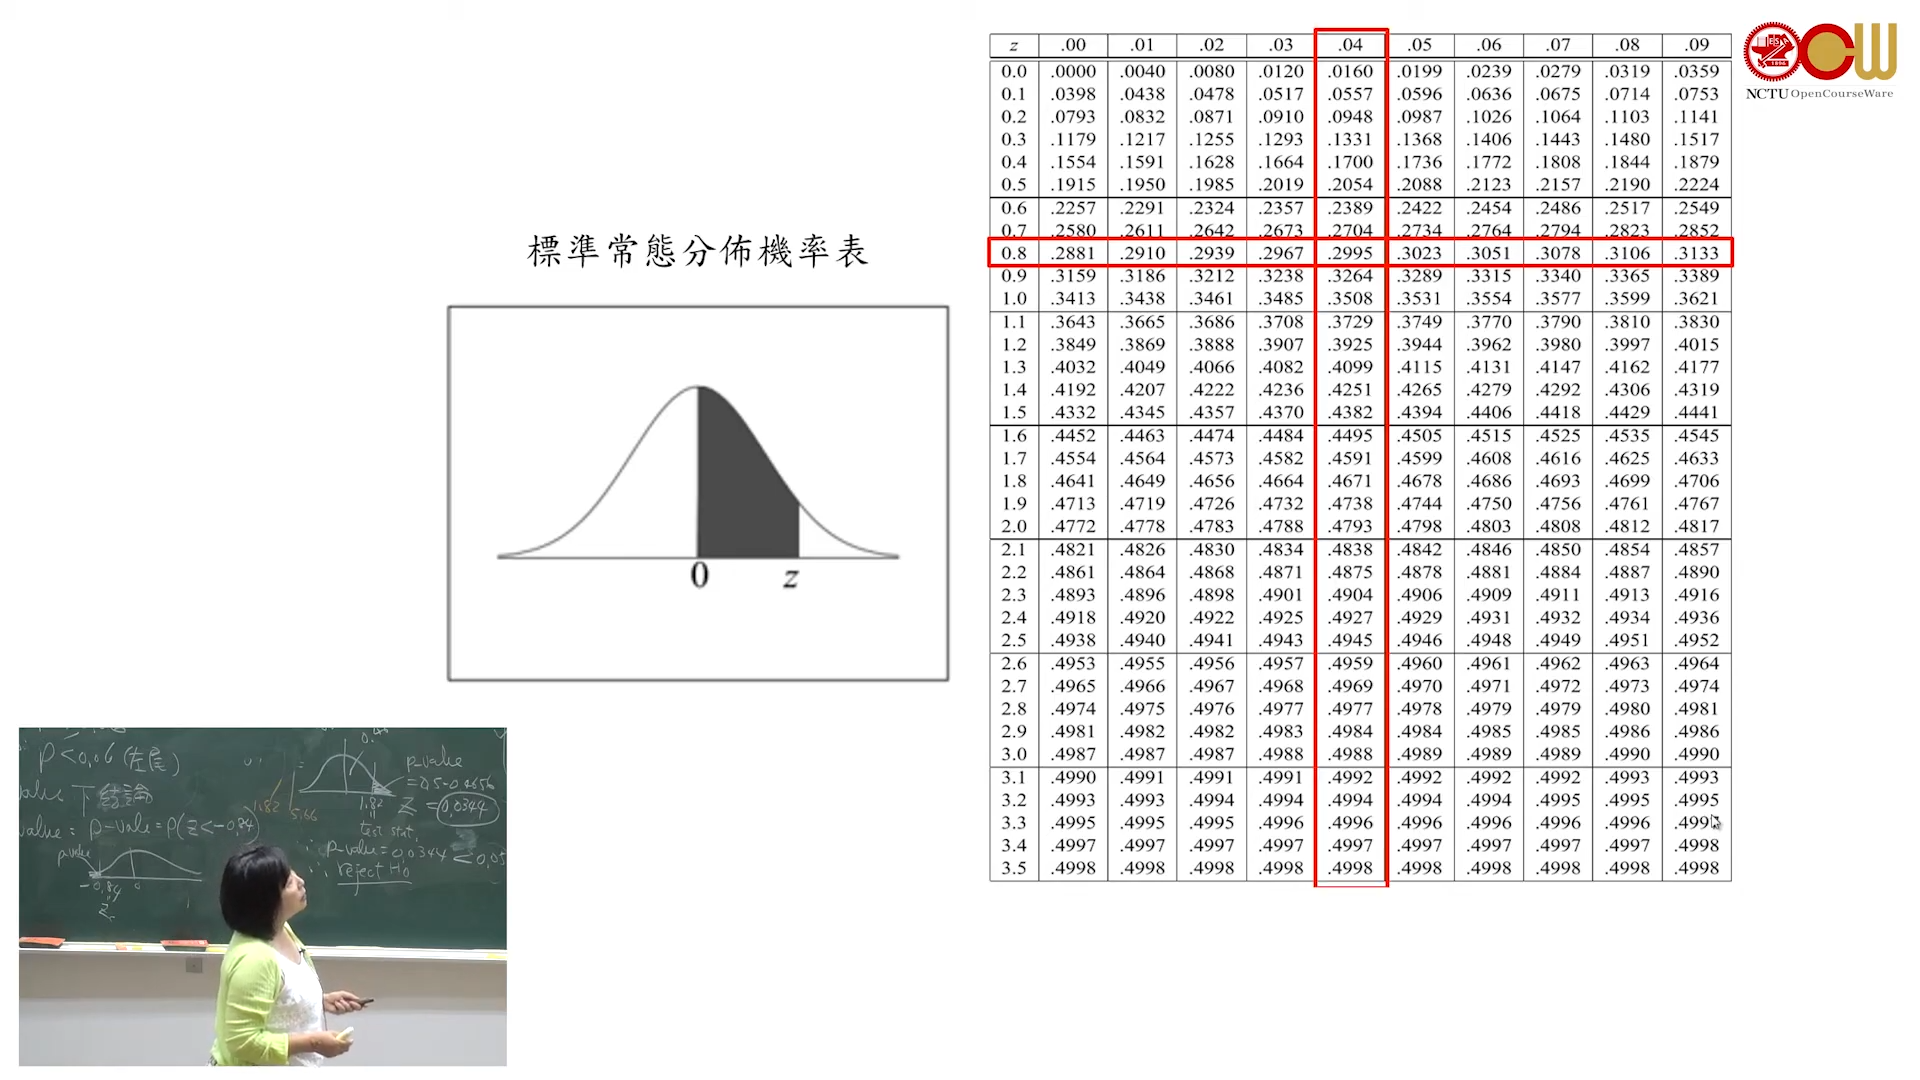 標準常態分佈機率表
0 z
z .00 .01 .02 .03 .04 .05 .06 .07 .08 .09
0.0 .0000 .0040 .0080 .0120 .0160 .0199 .0239 .0279 .0319 .0359
0.1 .0398 .0438 .0478 .0517 .0557 .0596 .0636 .0675 .0714 .0753
0.2 .0793 .0832 .0871 .0910 .0948 .0987 .1026 .1064 .1103 .1141
0.3 .1179 .1217 .1255 .1293 .1331 .1368 .1406 .1443 .1480 .1517
0.4 .1554 .1591 .1628 .1664 .1700 .1736 .1772 .1808 .1844 .1879
0.5 .1915 .1950 .1985 .2019 .2054 .2088 .2123 .2157 .2190 .2224
0.6 .2257 .2291 .2324 .2357 .2389 .2422 .2454 .2486 .2517 .2549
0.7 .2580 .2611 .2642 .2673 .2704 .2734 .2764 .2794 .2823 .2852
0.8 .2881 .2910 .2939 .2967 .2995 .3023 .3051 .3078 .3106 .3133
0.9 .3159 .3186 .3212 .3238 .3264 .3289 .3315 .3340 .3365 .3389
1.0 .3413 .3438 .3461 .3485 .3508 .3531 .3554 .3577 .3599 .3621
1.1 .3643 .3665 .3686 .3708 .3729 .3749 .3770 .3790 .3810 .3830
1.2 .3849 .3869 .3888 .3907 .3925 .3944 .3962 .3980 .3997 .4015
1.3 .4032 .4049 .4066 .4082 .4099 .4115 .4131 .4147 .4162 .4177
1.4 .4192 .4207 .4222 .4236 .4251 .4265 .4279 .4292 .4306 .4319
1.5 .4332 .4345 .4357 .4370 .4382 .4394 .4406 .4418 .4429 .4441
1.6 .4452 .4463 .4474 .4484 .4495 .4505 .4515 .4525 .4535 .4545
1.7 .4554 .4564 .4573 .4582 .4591 .4599 .4608 .4616 .4625 .4633
1.8 .4641 .4649 .4656 .4664 .4671 .4678 .4686 .4693 .4699 .4706
1.9 .4713 .4719 .4726 .4732 .4738 .4744 .4750 .4756 .4761 .4767
2.0 .4772 .4778 .4783 .4788 .4793 .4798 .4803 .4808 .4812 .4817
2.1 .4821 .4826 .4830 .4834 .4838 .4842 .4846 .4850 .4854 .4857
2.2 .4861 .4864 .4868 .4871 .4875 .4878 .4881 .4884 .4887 .4890
2.3 .4893 .4896 .4898 .4901 .4904 .4906 .4909 .4911 .4913 .4916
2.4 .4918 .4920 .4922 .4925 .4927 .4929 .4931 .4932 .4934 .4936
2.5 .4938 .4940 .4941 .4943 .4945 .4946 .4948 .4949 .4951 .4952
2.6 .4953 .4955 .4956 .4957 .4959 .4960 .4961 .4962 .4963 .4964
2.7 .4965 .4966 .4967 .4968 .4969 .4970 .4971 .4972 .4973 .4974
2.8 .4974 .4975 .4976 .4977 .4977 .4978 .4979 .4979 .4980 .4981
2.9 .4981 .4982 .4982 .4983 .4984 .4984 .4985 .4985 .4986 .4986
3.0 .4987 .4987 .4987 .4988 .4988 .4989 .4989 .4989 .4990 .4990
3.1 .4990 .4991 .4991 .4991 .4992 .4992 .4992 .4992 .4993 .4993
3.2 .4993 .4993 .4994 .4994 .4994 .4994 .4994 .4995 .4995 .4995
3.3 .4995 .4995 .4995 .4996 .4996 .4996 .4996 .4996 .4996
3.4 .4997 .4997 .4997 .4997 .4997 .4997 .4997 .4997 .4997 .4998
3.5 .4998 .4998 .4998 .4998 .4998 .4998 .4998 .4998 .4998 .4998
OCW
NCTU OpenCourseWare
P<0.06 (左尾)
下結論
p-vale=P(Z<-0.84)
p-value
-0.84 0
Z
1.82 5.66
1.82 Z
test stat.
p-value
=0.5-0.4656
=0.0344
p-value=0.0344 <0.05
reject H0